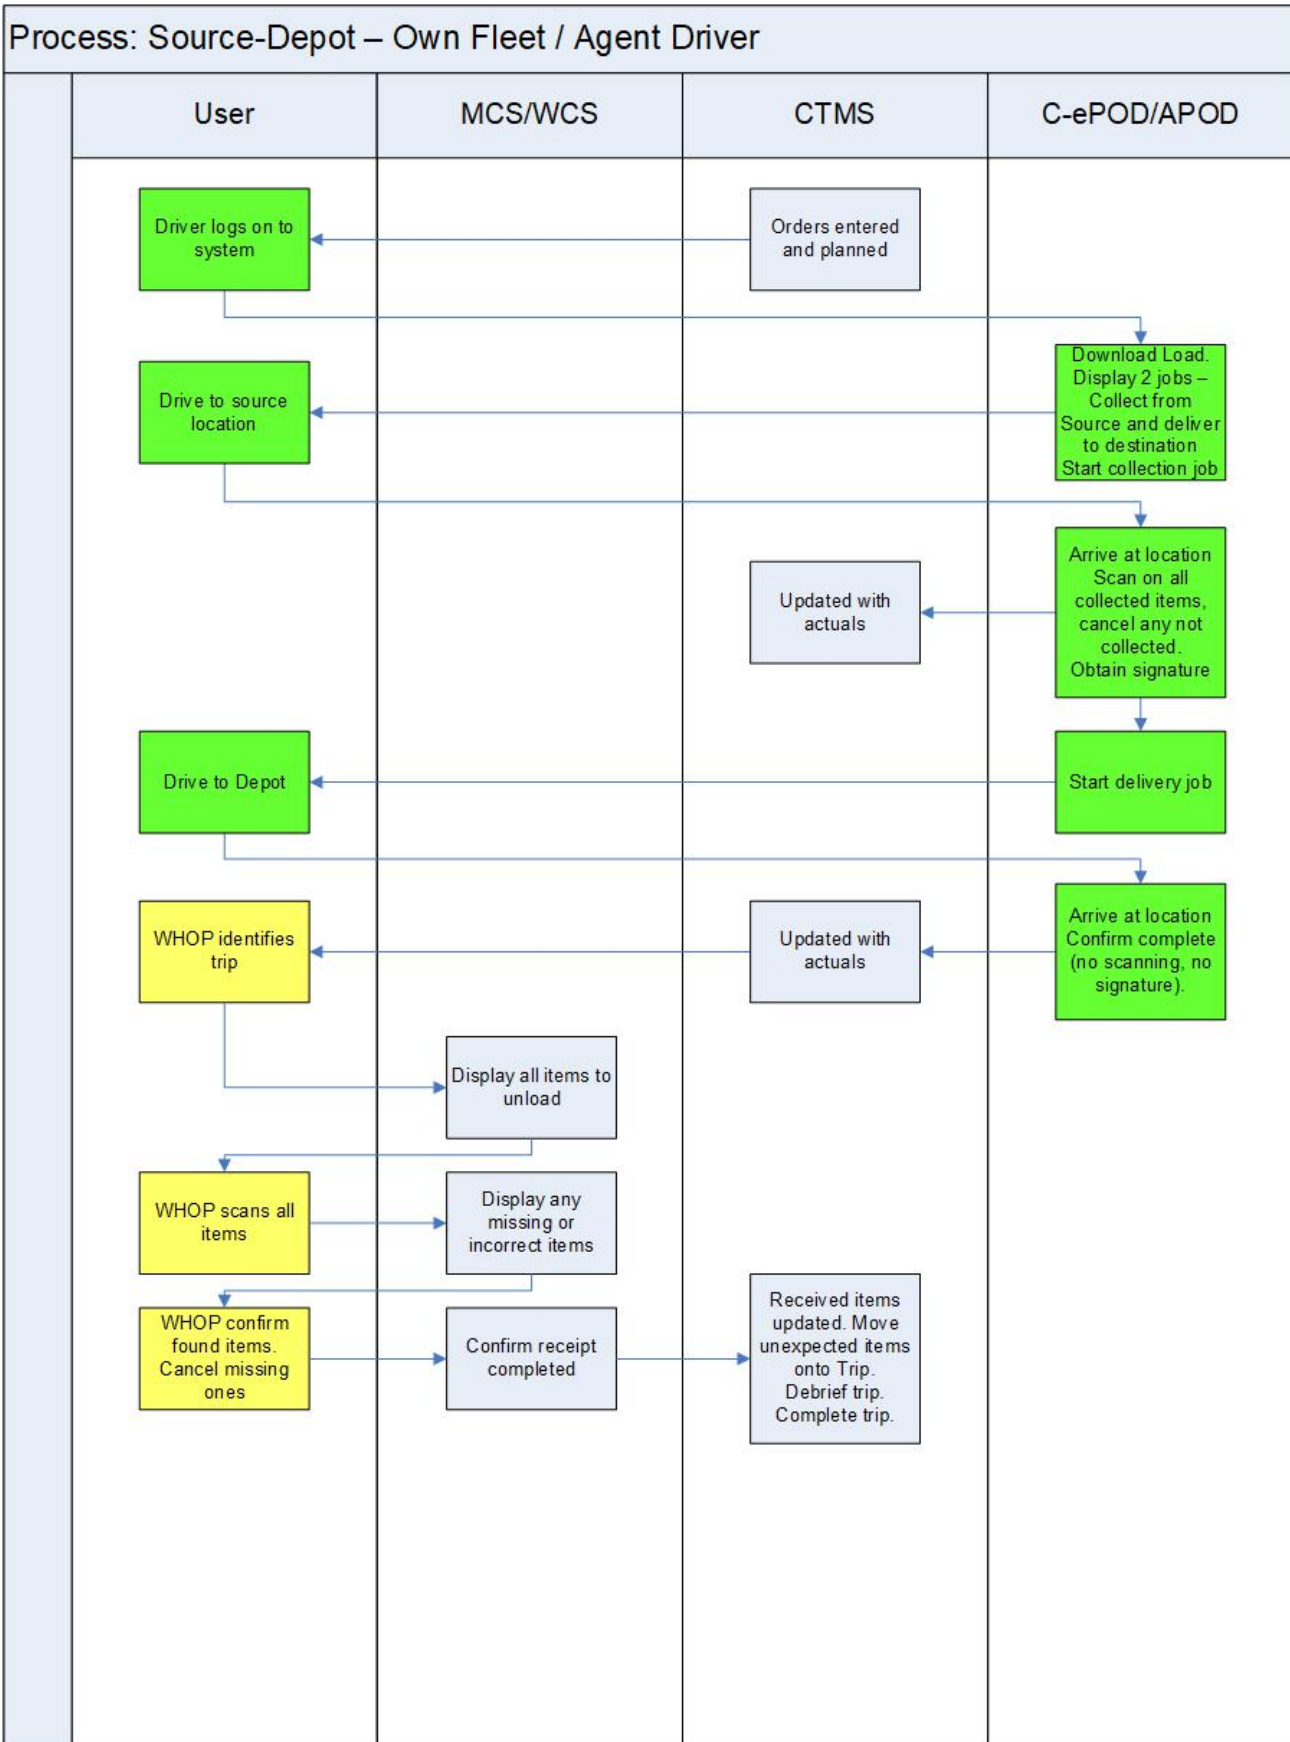 Process: Source-Depot – Own Fleet / Agent Driver
User
MCS/WCS
CTMS
C-ePOD/APOD
Driver logs on to
system
Orders entered
and planned
Download Load.
Display 2 jobs –
Collect from
Source and deliver
to destination
Start collection job
Drive to source
location
Arrive at location
Scan on all
collected items,
cancel any not
collected.
Obtain signature
Updated with
actuals
Drive to Depot
Start delivery job
Arrive at location
Confirm complete
(no scanning, no
signature).
Updated with
actuals
WHOP identifies
trip
Display all items to
unload
WHOP scans all
items
Display any
missing or
incorrect items
WHOP confirm
found items.
Cancel missing
ones
Confirm receipt
completed
Received items
updated. Move
unexpected items
onto Trip.
Debrief trip.
Complete trip.